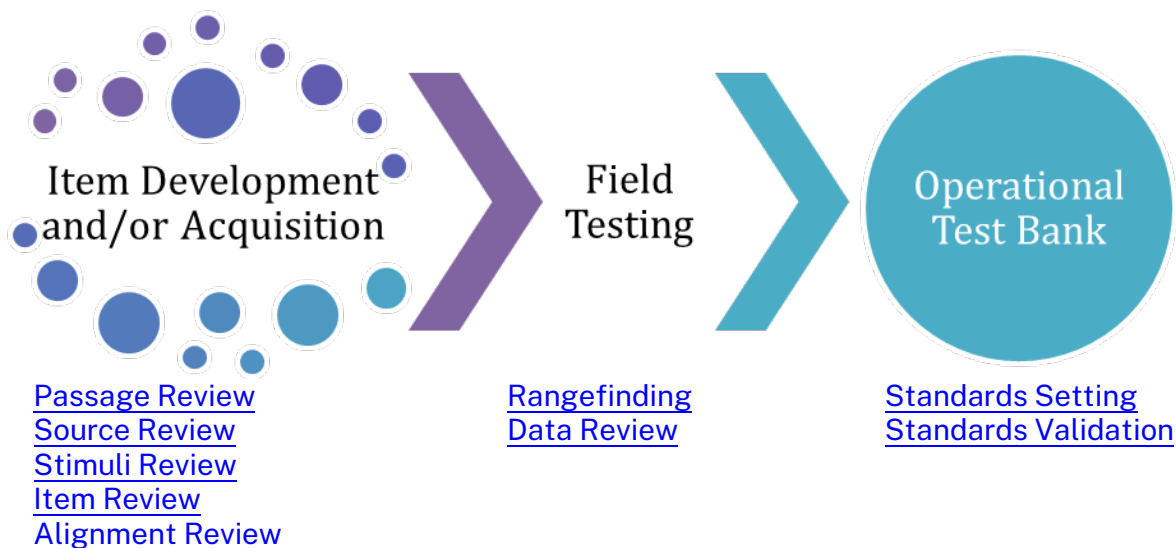 Item Development
and/or Acquisition
Field
Testing
Operational
Test Bank
Passage Review
Source Review
Stimuli Review
Item Review
Alignment Review
Rangefinding
Data Review
Standards Setting
Standards Validation